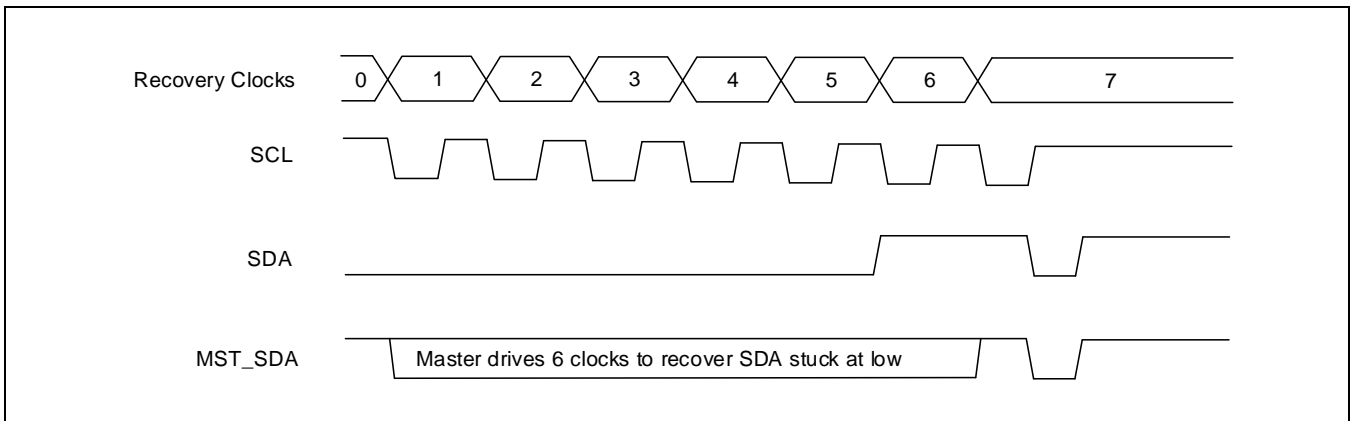 Recovery Clocks 0 1 2 3 4 5 6 7
SCL
SDA
MST_SDA Master drives 6 clocks to recover SDA stuck at low